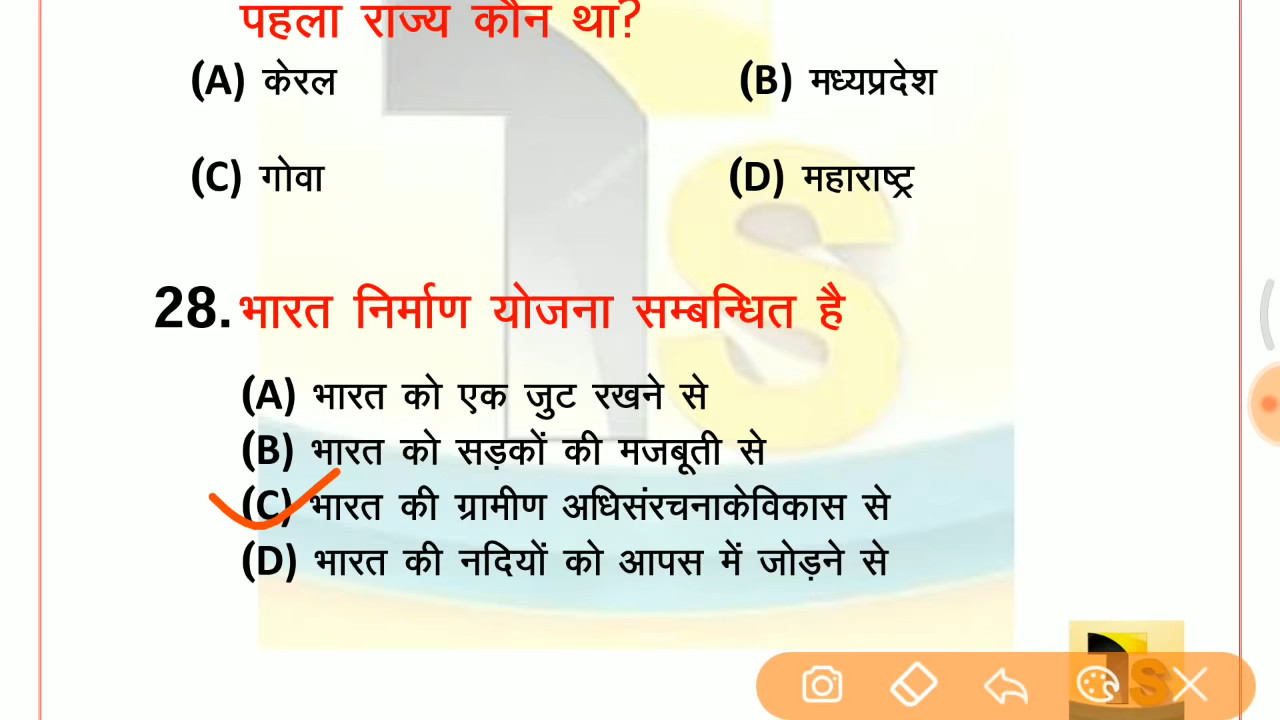 पहला राज्य कौन था?
(A) केरल (B) मध्यप्रदेश
(C) गोवा (D) महाराष्ट्र
28. भारत निर्माण योजना सम्बन्धित है
(A) भारत को एक जुट रखने से
(B) भारत को सड़कों की मजबूती से
(C) भारत की ग्रामीण अधिसंरचनाकेविकास से
(D) भारत की नदियों को आपस में जोड़ने से